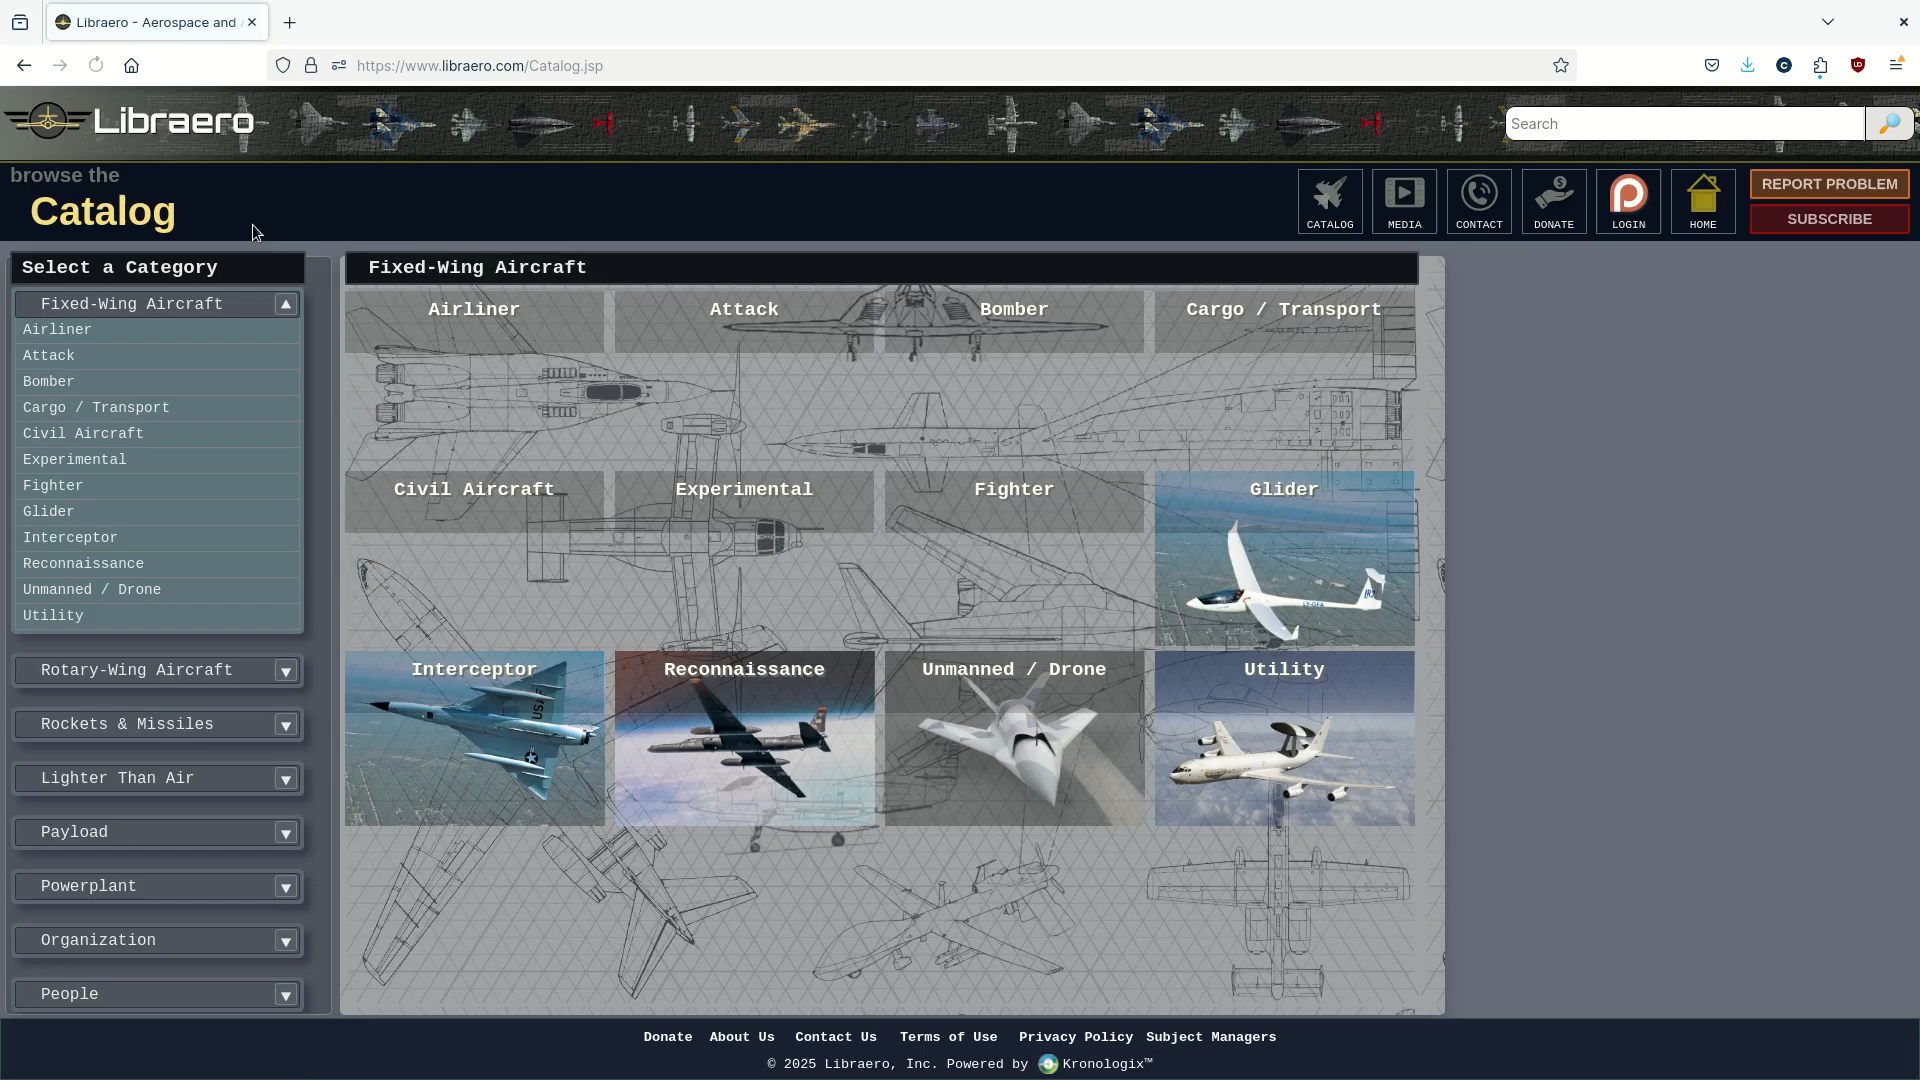 Libraero - Aerospace and
https://www.libraero.com/Catalog.jsp
Libraero
Search
browse the
Catalog
CATALOG
MEDIA
CONTACT
DONATE
LOGIN
HOME
REPORT PROBLEM
SUBSCRIBE
Select a Category
Fixed-Wing Aircraft
Airliner
Attack
Bomber
Cargo / Transport
Civil Aircraft
Experimental
Fighter
Glider
Interceptor
Reconnaissance
Unmanned / Drone
Utility
Rotary-Wing Aircraft
Rockets & Missiles
Lighter Than Air
Payload
Powerplant
Organization
People
Fixed-Wing Aircraft
Airliner
Attack
Bomber
Cargo / Transport
Civil Aircraft
Experimental
Fighter
Glider
Interceptor
USAF
Reconnaissance
Unmanned / Drone
Utility
Donate About Us Contact Us Terms of Use Privacy Policy Subject Managers
© 2025 Libraero, Inc. Powered by Kronologix™